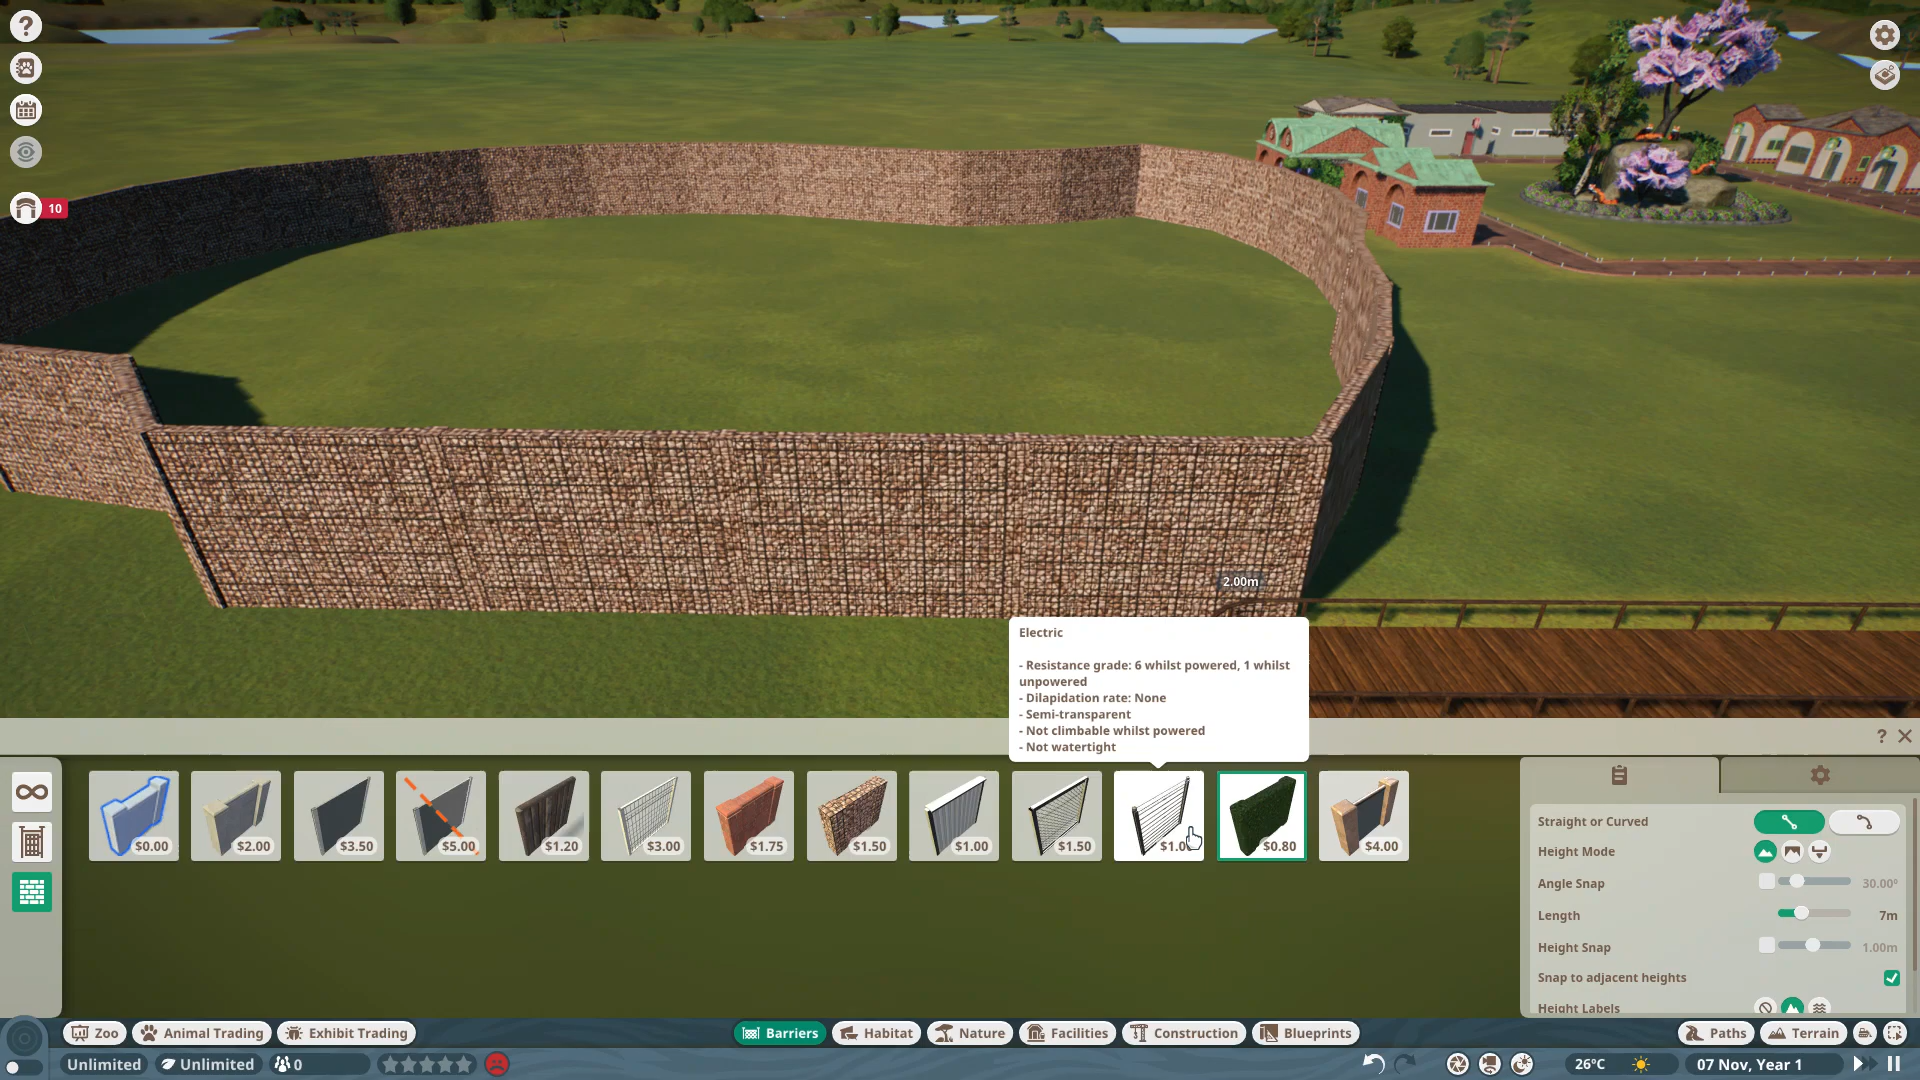 ?
10
2.00m
Electric
- Resistance grade: 6 whilst powered, 1 whilst
unpowered
- Dilapidation rate: None
- Semi-transparent
- Not climbable whilst powered
- Not watertight
?
$0.00
$2.00
$3.50
$5.00
$1.20
$3.00
$1.75
$1.50
$1.00
$1.50
$0.80
$4.00
Straight or Curved
Height Mode
Angle Snap 30.00°
Length 7m
Height Snap 1.00m
Snap to adjacent heights
Height Labels
Zoo Animal Trading Exhibit Trading Barriers Habitat Nature Facilities Construction Blueprints Paths Terrain
Unlimited Unlimited 0 26°C 07 Nov, Year 1